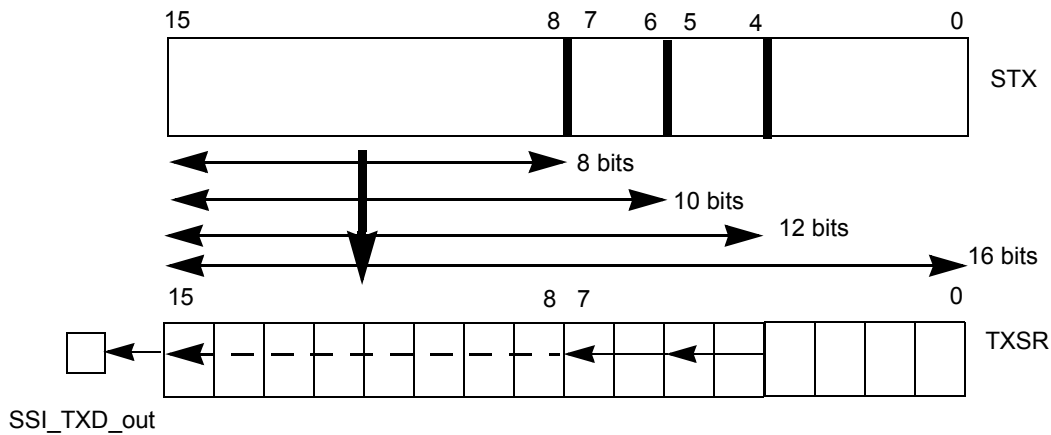 15 8 7 6 5 4 0
STX
8 bits
10 bits
12 bits
16 bits
15 8 7 0
TXSR
SSI_TXD_out